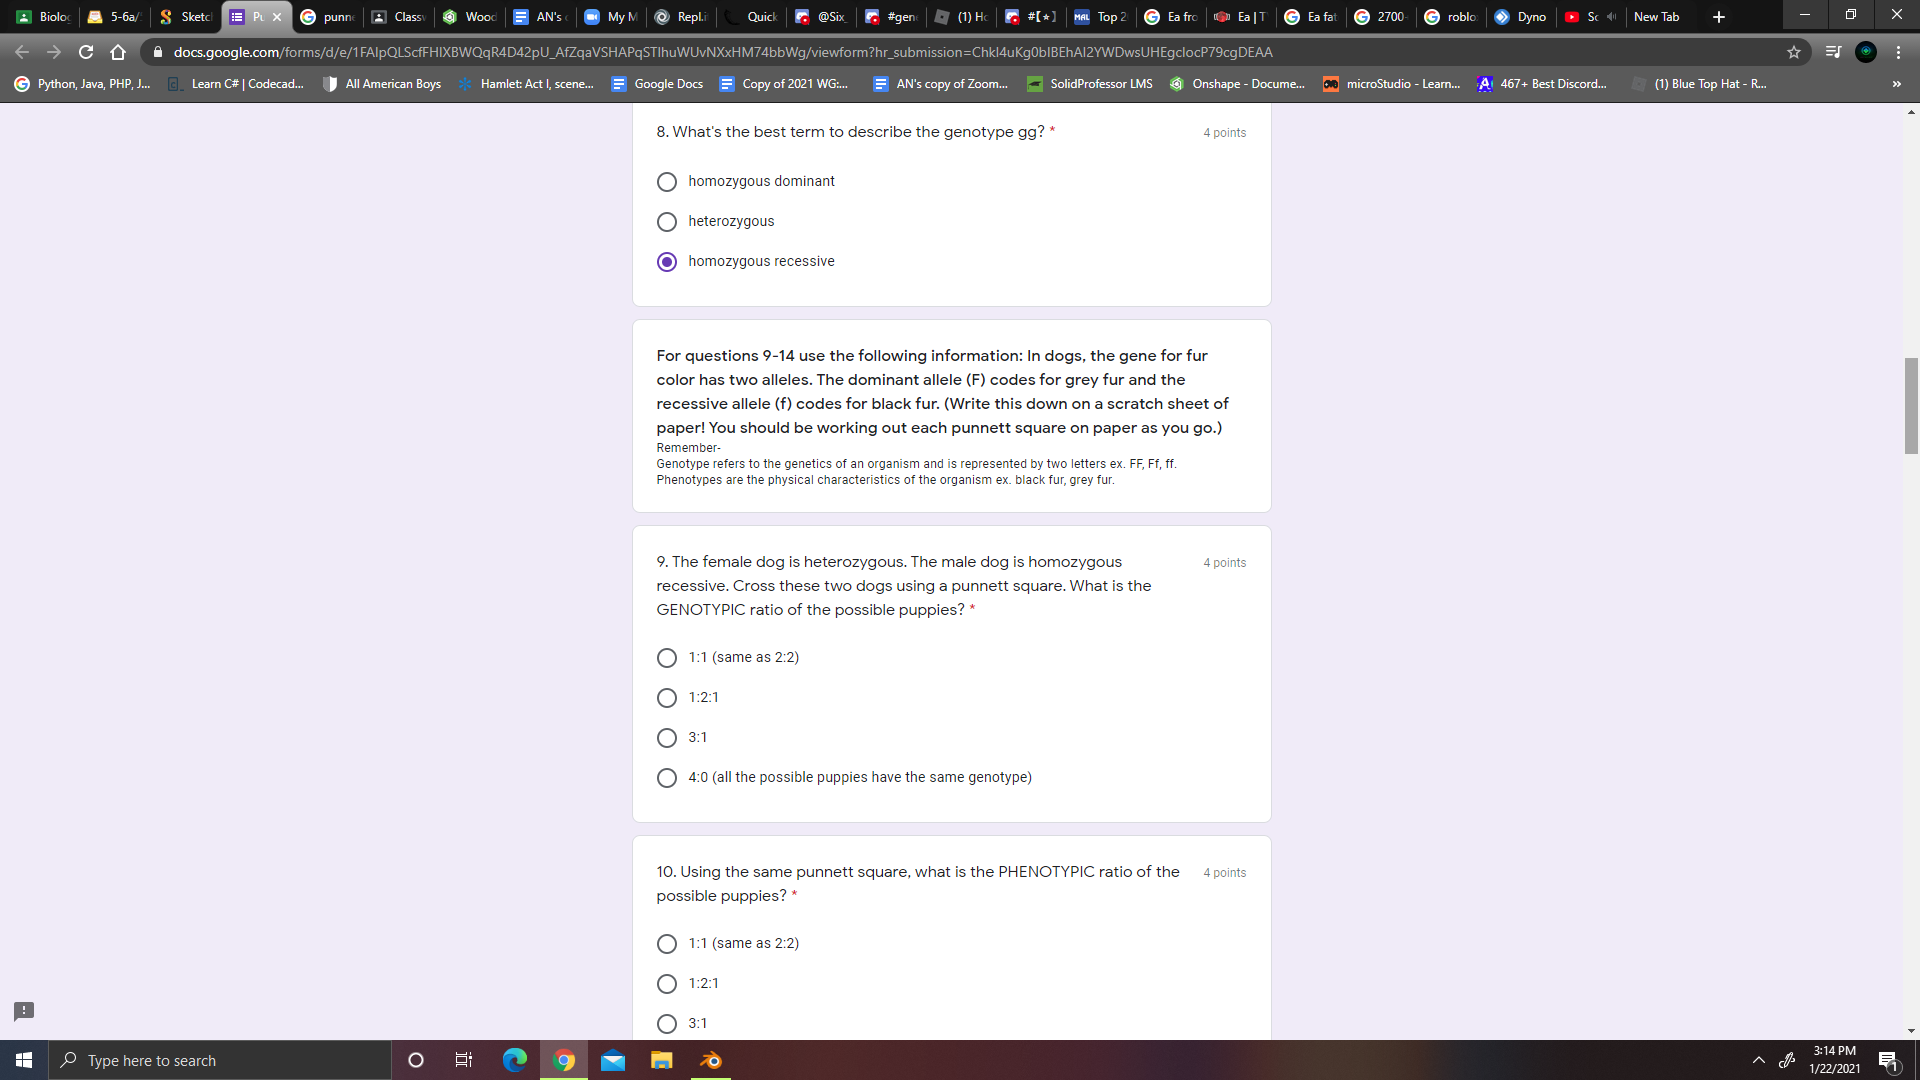 Biolog
5-6a/
Sketc
Pu
punn
Class
Wood
AN's
My M
Repl.i
Quick
@Six_
#gen
(1) Ho
#【★】
Top 2
Ea fro
Ea | T
Ea fat
2700-
roblo
Dyno
Sc
New Tab
docs.google.com/forms/d/e/1FAIpQLScfFHIXBWQqR4D42pU_AfZqaVSHAPqSTlhuWUvNXxHM74bbWg/viewform?hr_submission=ChkI4uKg0bIBEhAI2YWDwsUHEgcIocP79cgDEAA
Python, Java, PHP, J...
Learn C# | Codecad...
All American Boys
Hamlet: Act I, scene...
Google Docs
Copy of 2021 WG:...
AN's copy of Zoom...
SolidProfessor LMS
Onshape - Docume...
microStudio - Learn...
467+ Best Discord...
(1) Blue Top Hat - R...
8. What's the best term to describe the genotype gg? *
4 points
homozygous dominant
heterozygous
homozygous recessive
For questions 9-14 use the following information: In dogs, the gene for fur
color has two alleles. The dominant allele (F) codes for grey fur and the
recessive allele (f) codes for black fur. (Write this down on a scratch sheet of
paper! You should be working out each punnett square on paper as you go.)
Remember-
Genotype refers to the genetics of an organism and is represented by two letters ex. FF, Ff, ff.
Phenotypes are the physical characteristics of the organism ex. black fur, grey fur.
9. The female dog is heterozygous. The male dog is homozygous
4 points
recessive. Cross these two dogs using a punnett square. What is the
GENOTYPIC ratio of the possible puppies? *
1:1 (same as 2:2)
1:2:1
3:1
4:0 (all the possible puppies have the same genotype)
10. Using the same punnett square, what is the PHENOTYPIC ratio of the
4 points
possible puppies? *
1:1 (same as 2:2)
1:2:1
3:1
Type here to search
3:14 PM
1/22/2021
1